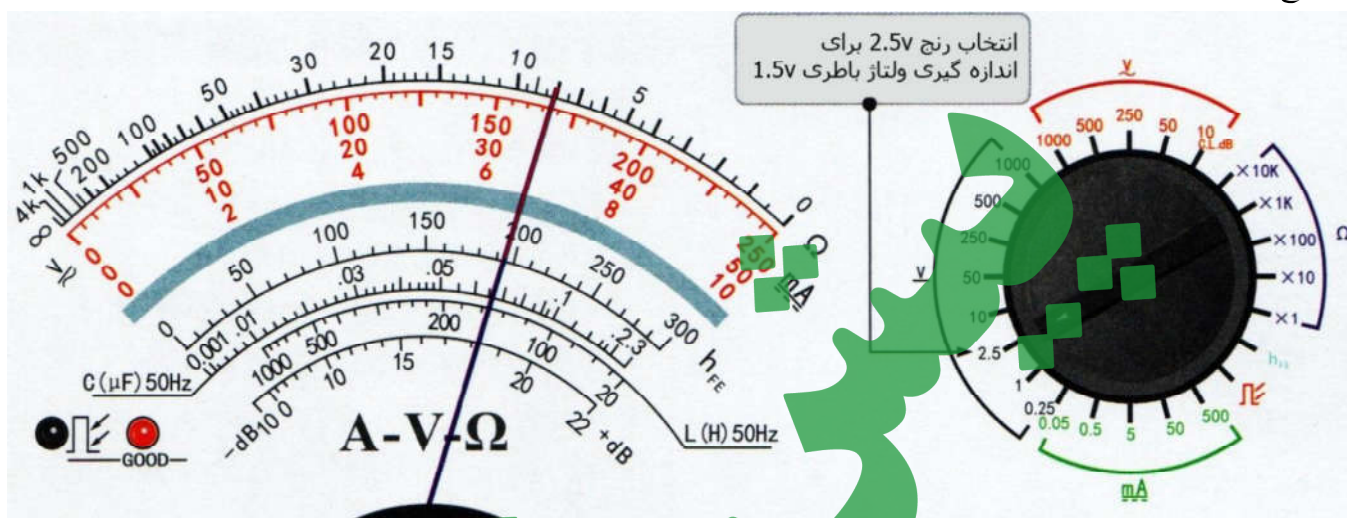 انتخاب رنج 2.5v برای
اندازه گیری ولتاژ باطری 1.5v
∞ 4k 1k 500 200 100 50 30 20 15 10 5 0 Ω
0 50 100 150 200 250
0 10 20 30 40 50
0 2 4 6 8 10
mA
0 50 100 150 200 250 300 hFE
C(μF)50Hz 0.001 .01 .03 .05 .1 .2 .3
1000 500 200 100 20 L(H)50Hz
-dB 10 0 10 15 20 22 +dB
A-V-Ω
GOOD
V
1000 500 250 50 10
C.L.dB
V
1000 500 250 50 10 2.5 1 0.25
×10K ×1K ×100 ×10 ×1 Ω
hFE
0.05 0.5 5 50 500
mA